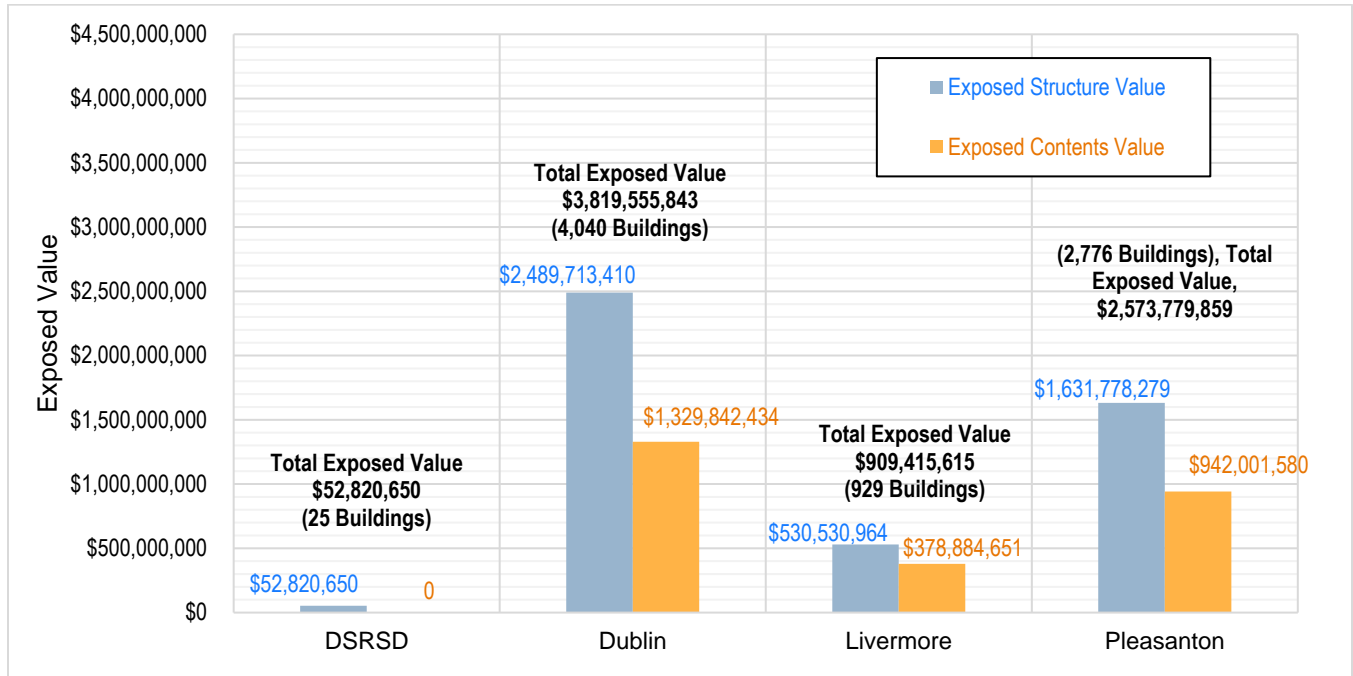 $4,500,000,000
$4,000,000,000
$3,500,000,000
$3,000,000,000
$2,500,000,000
$2,000,000,000
$1,500,000,000
$1,000,000,000
$500,000,000
$0
Exposed Value
Exposed Structure Value
Exposed Contents Value
Total Exposed Value
$52,820,650
(25 Buildings)
$52,820,650
0
Total Exposed Value
$3,819,555,843
(4,040 Buildings)
$2,489,713,410
$1,329,842,434
Total Exposed Value
$909,415,615
(929 Buildings)
$530,530,964
$378,884,651
(2,776 Buildings), Total
Exposed Value,
$2,573,779,859
$1,631,778,279
$942,001,580
DSRSD
Dublin
Livermore
Pleasanton